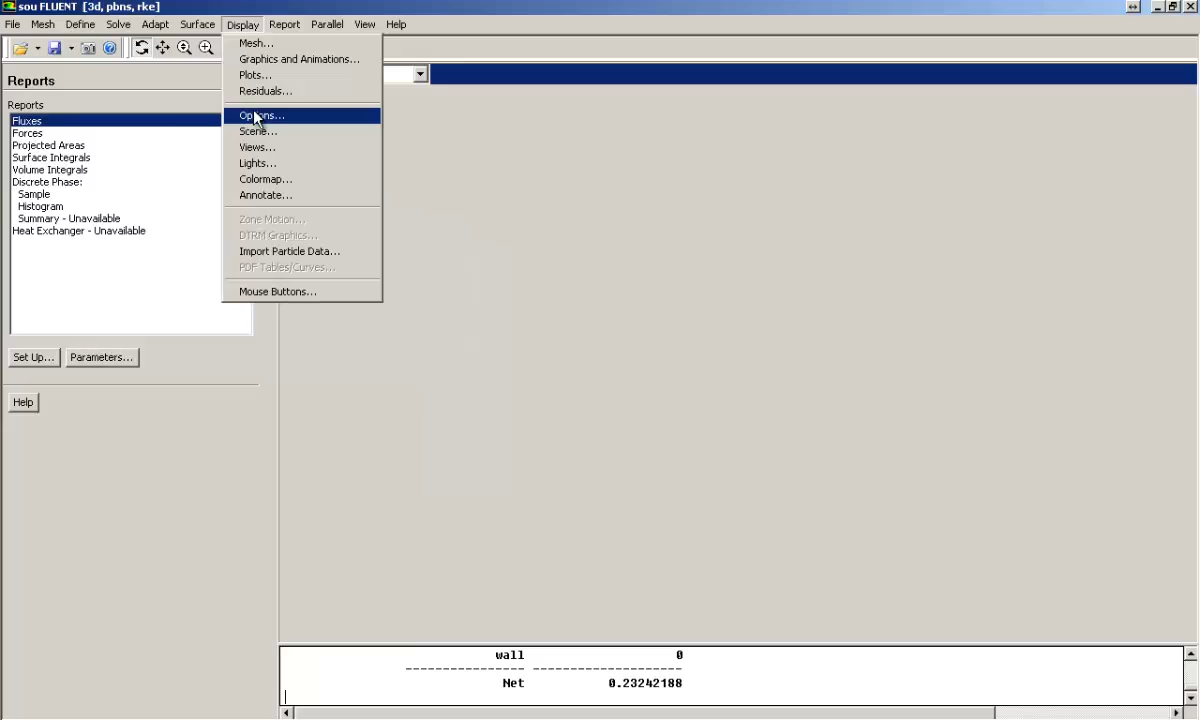 sou FLUENT [3d, pbns, rke]
File Mesh Define Solve Adapt Surface Display Report Parallel View Help
Mesh...
Graphics and Animations...
Plots...
Residuals...
Options...
Scene...
Views...
Lights...
Colormap...
Annotate...
Zone Motion...
DTRM Graphics...
Import Particle Data...
PDF Tables/Curves...
Mouse Buttons...
Reports
Reports
Fluxes
Forces
Projected Areas
Surface Integrals
Volume Integrals
Discrete Phase:
Sample
Histogram
Summary - Unavailable
Heat Exchanger - Unavailable
Set Up... Parameters...
Help
wall 0
---------------- --------------------
Net 0.23242188